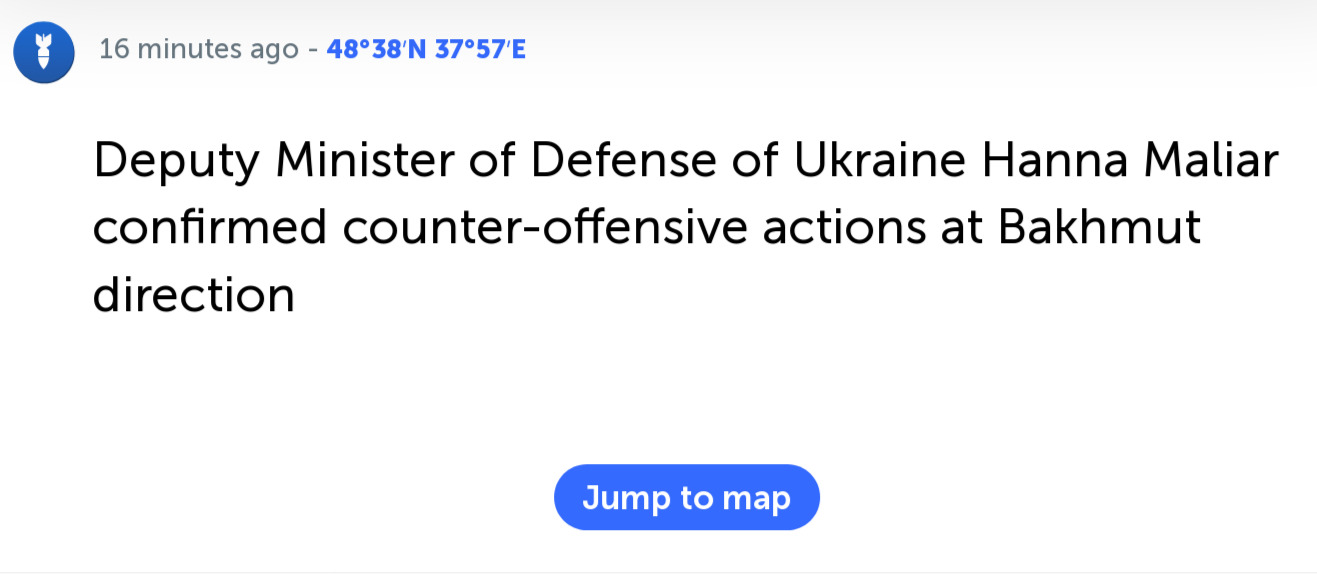 16 minutes ago - 48°38′N 37°57′E
Deputy Minister of Defense of Ukraine Hanna Maliar
confirmed counter-offensive actions at Bakhmut
direction
Jump to map